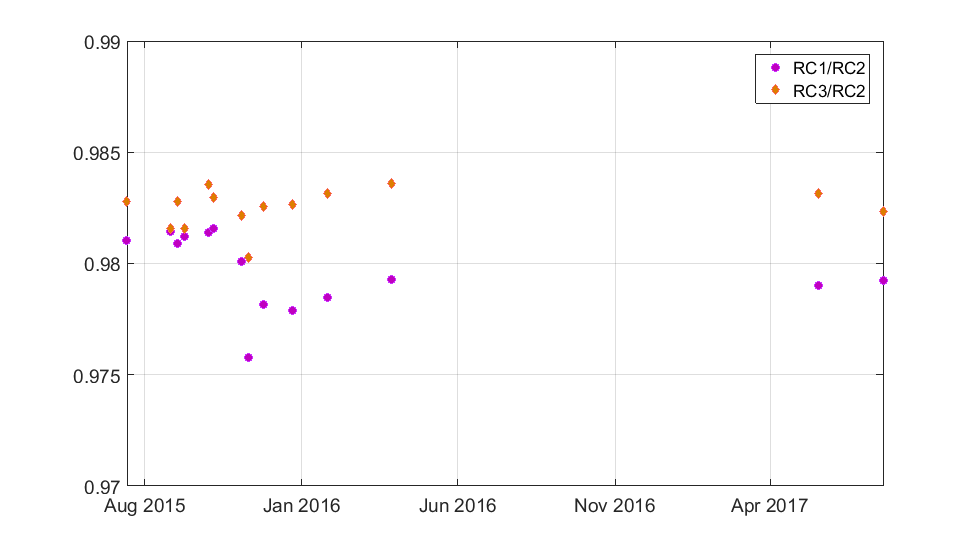 0.99
0.985
0.98
0.975
0.97
Aug 2015
Jan 2016
Jun 2016
Nov 2016
Apr 2017
RC1/RC2
RC3/RC2